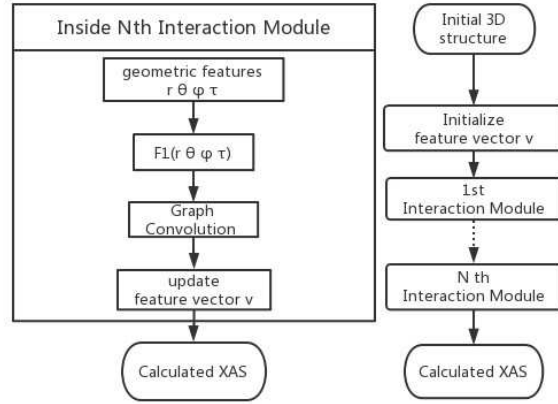 Inside Nth Interaction Module
geometric features
r θ φ τ
F1(r θ φ τ)
Graph
Convolution
update
feature vector v
Calculated XAS
Initial 3D
structure
Initialize
feature vector v
1st
Interaction Module
N th
Interaction Module
Calculated XAS